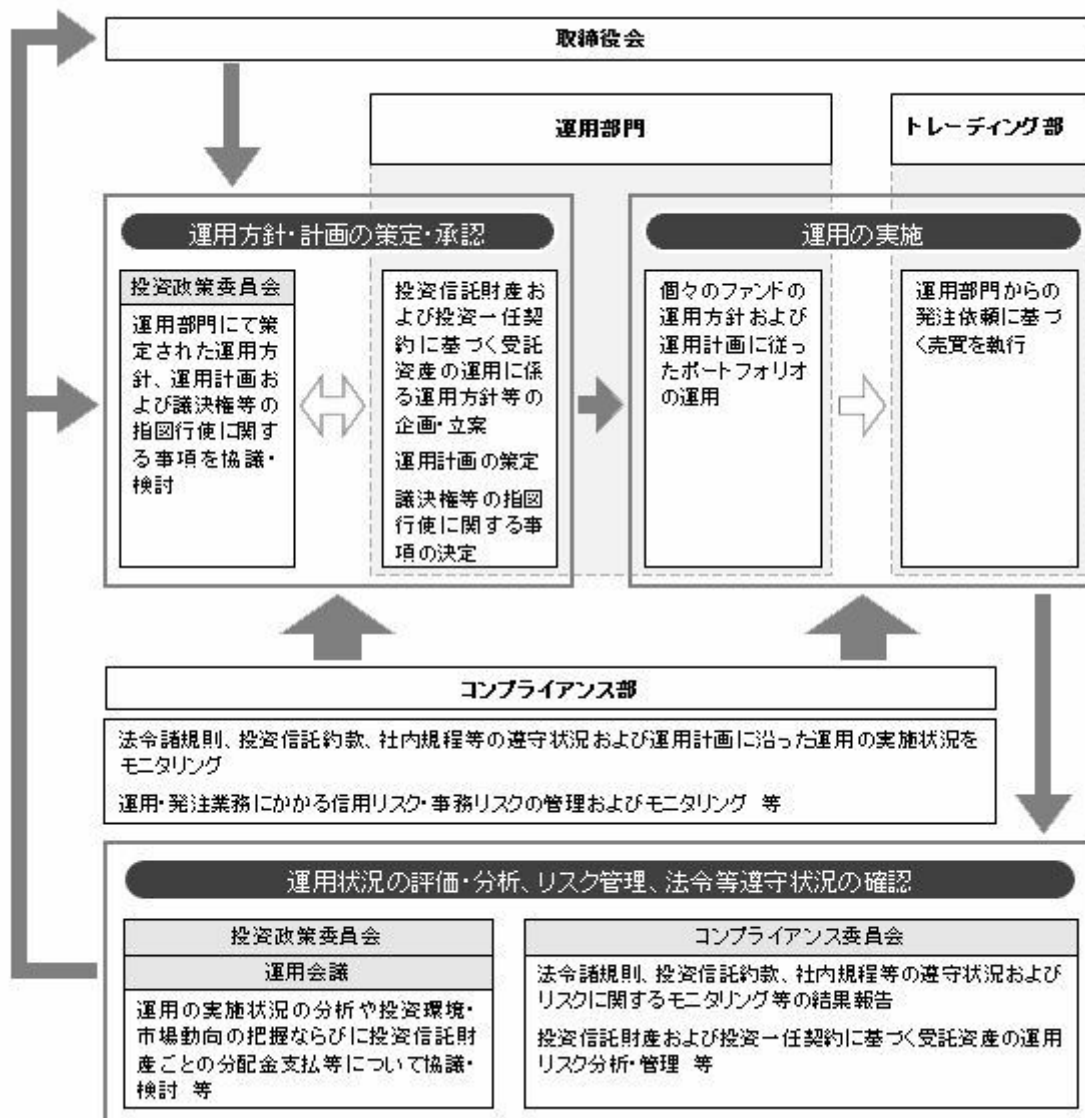 取締役会
運用部門
トレーディング部
運用方針・計画の策定・承認
投資政策委員会
運用部門にて策
定された運用方
針、運用計画お
よび議決権等の
指図行使に関す
る事項を協議・
検討
投資信託財産お
よび投資一任契
約に基づく受託
資産の運用に係
る運用方針等の
企画・立案
運用計画の策定
議決権等の指図
行使に関する事
項の決定
運用の実施
個々のファンドの
運用方針および
運用計画に従っ
たポートフォリオ
の運用
運用部門からの
発注依頼に基づ
く売買を執行
コンプライアンス部
法令諸規則、投資信託約款、社内規程等の遵守状況および運用計画に沿った運用の実施状況を
モニタリング
運用・発注業務にかかる信用リスク・事務リスクの管理およびモニタリング 等
運用状況の評価・分析、リスク管理、法令等遵守状況の確認
投資政策委員会
運用会議
運用の実施状況の分析や投資環境・
市場動向の把握ならびに投資信託財
産ごとの分配金支払等について協議・
検討 等
コンプライアンス委員会
法令諸規則、投資信託約款、社内規程等の遵守状況および
リスクに関するモニタリング等の結果報告
投資信託財産および投資一任契約に基づく受託資産の運用
リスク分析・管理 等